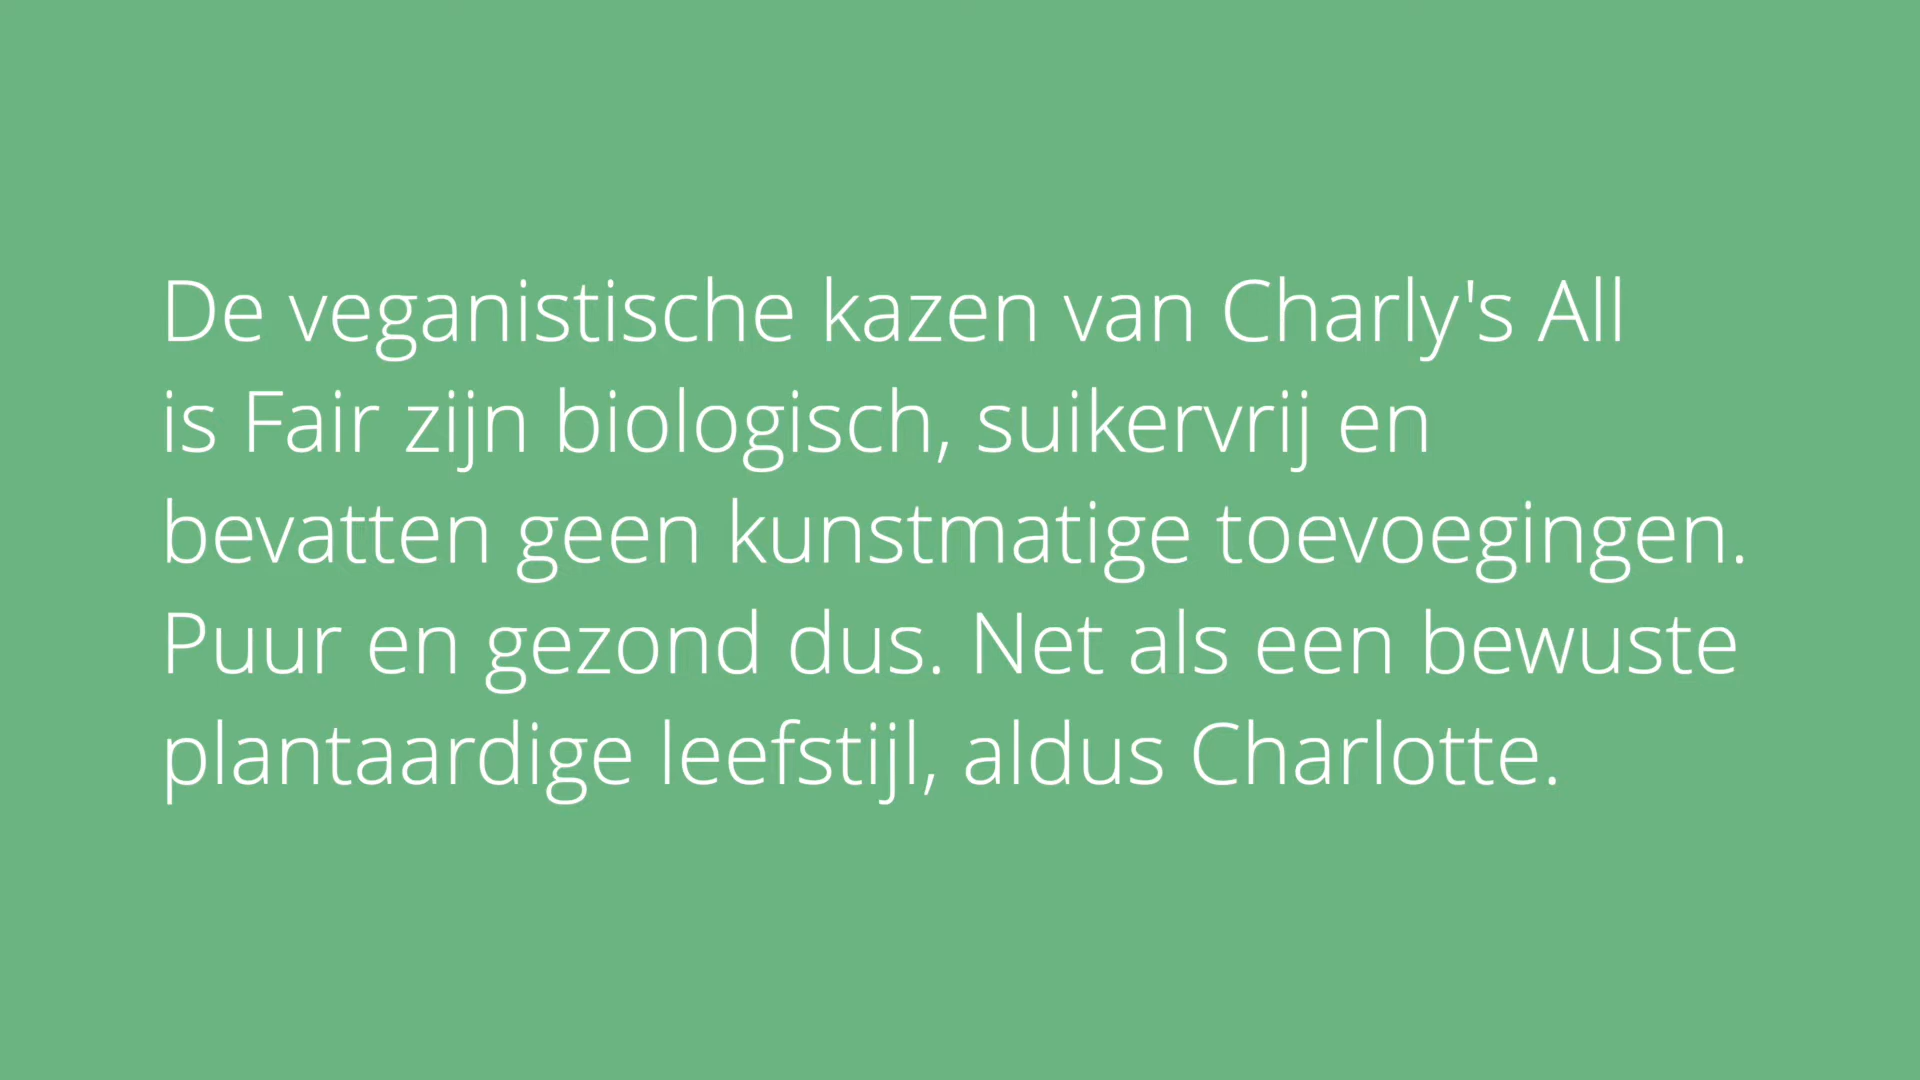 De veganistische kazen van Charly's All
is Fair zijn biologisch, suikervrij en
bevatten geen kunstmatige toevoegingen.
Puur en gezond dus. Net als een bewuste
plantaardige leefstijl, aldus Charlotte.